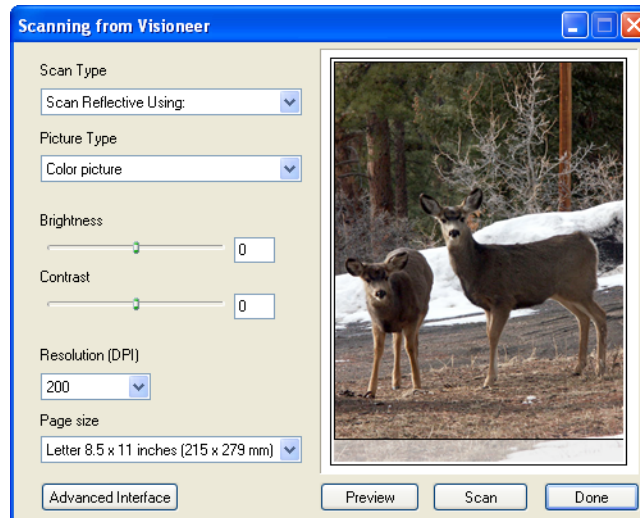 Scanning from Visioneer
Scan Type
Scan Reflective Using:
Picture Type
Color picture
Brightness
0
Contrast
0
Resolution (DPI)
200
Page size
Letter 8.5 x 11 inches (215 x 279 mm)
Advanced Interface
Preview
Scan
Done